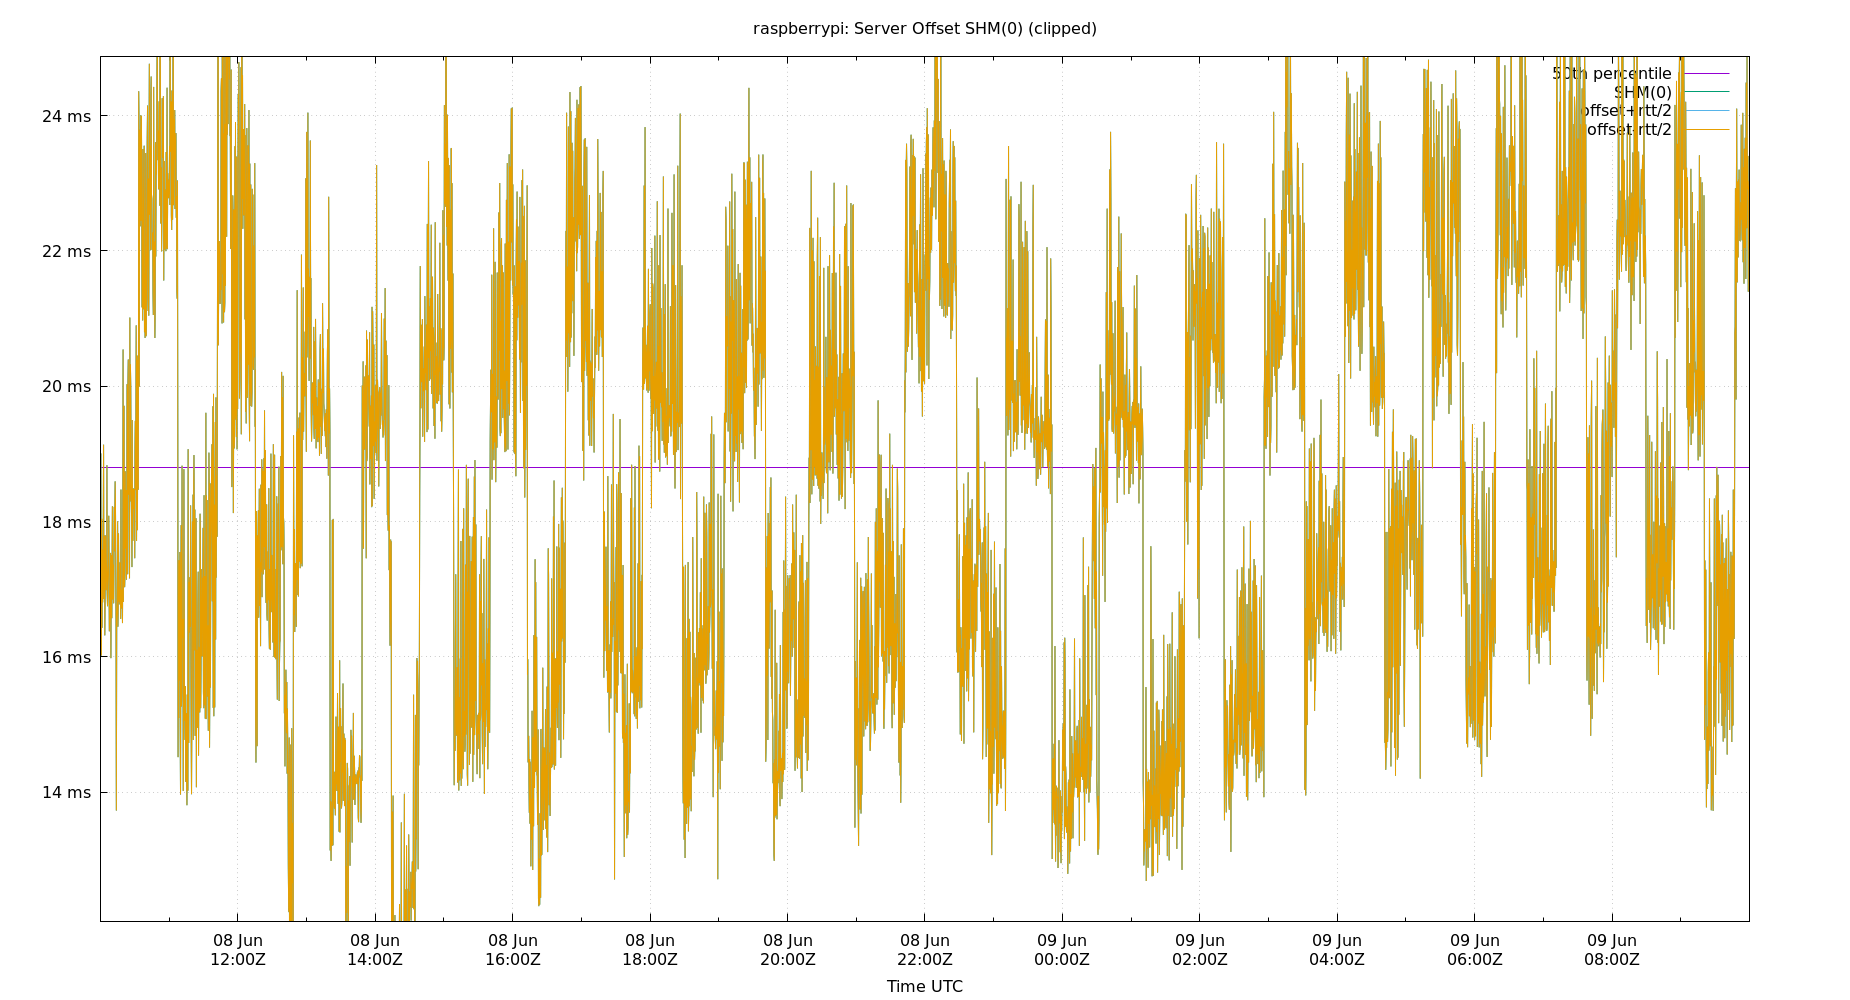 raspberrypi: Server Offset SHM(0) (clipped)
50th percentile
SHM(0)
offset+rtt/2
offset-rtt/2
24 ms
22 ms
20 ms
18 ms
16 ms
14 ms
08 Jun 08 Jun 08 Jun 08 Jun 08 Jun 08 Jun 09 Jun 09 Jun 09 Jun 09 Jun 09 Jun
12:00Z 14:00Z 16:00Z 18:00Z 20:00Z 22:00Z 00:00Z 02:00Z 04:00Z 06:00Z 08:00Z
Time UTC